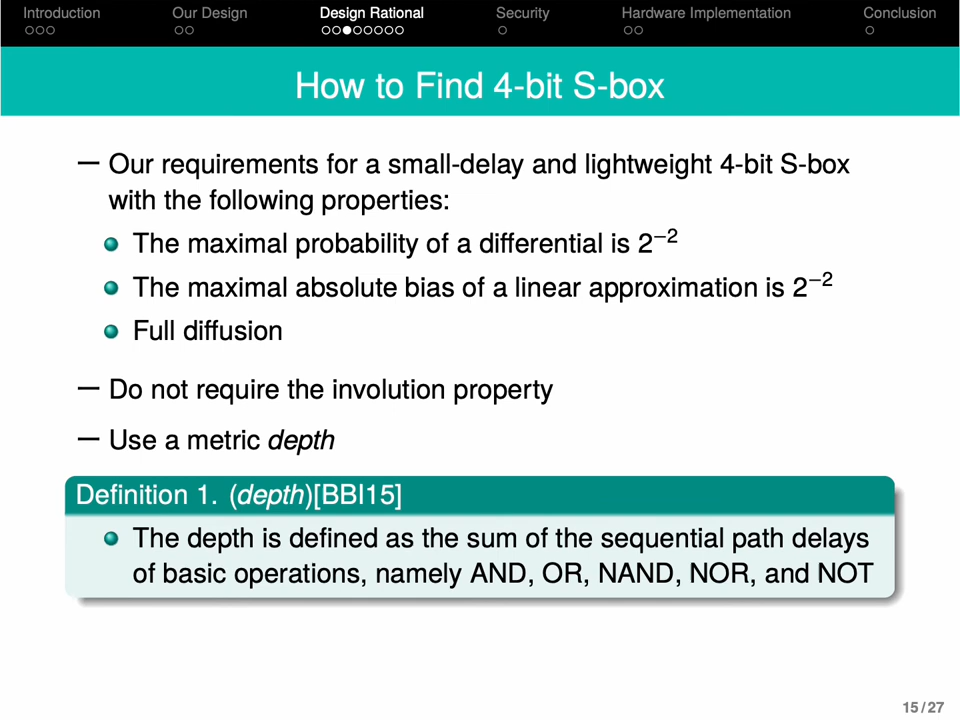 Introduction Our Design Design Rational Security Hardware Implementation Conclusion
How to Find 4-bit S-box
— Our requirements for a small-delay and lightweight 4-bit S-box
with the following properties:
The maximal probability of a differential is 2⁻²
The maximal absolute bias of a linear approximation is 2⁻²
Full diffusion
— Do not require the involution property
— Use a metric depth
Definition 1. (depth)[BBI15]
The depth is defined as the sum of the sequential path delays
of basic operations, namely AND, OR, NAND, NOR, and NOT
15 / 27